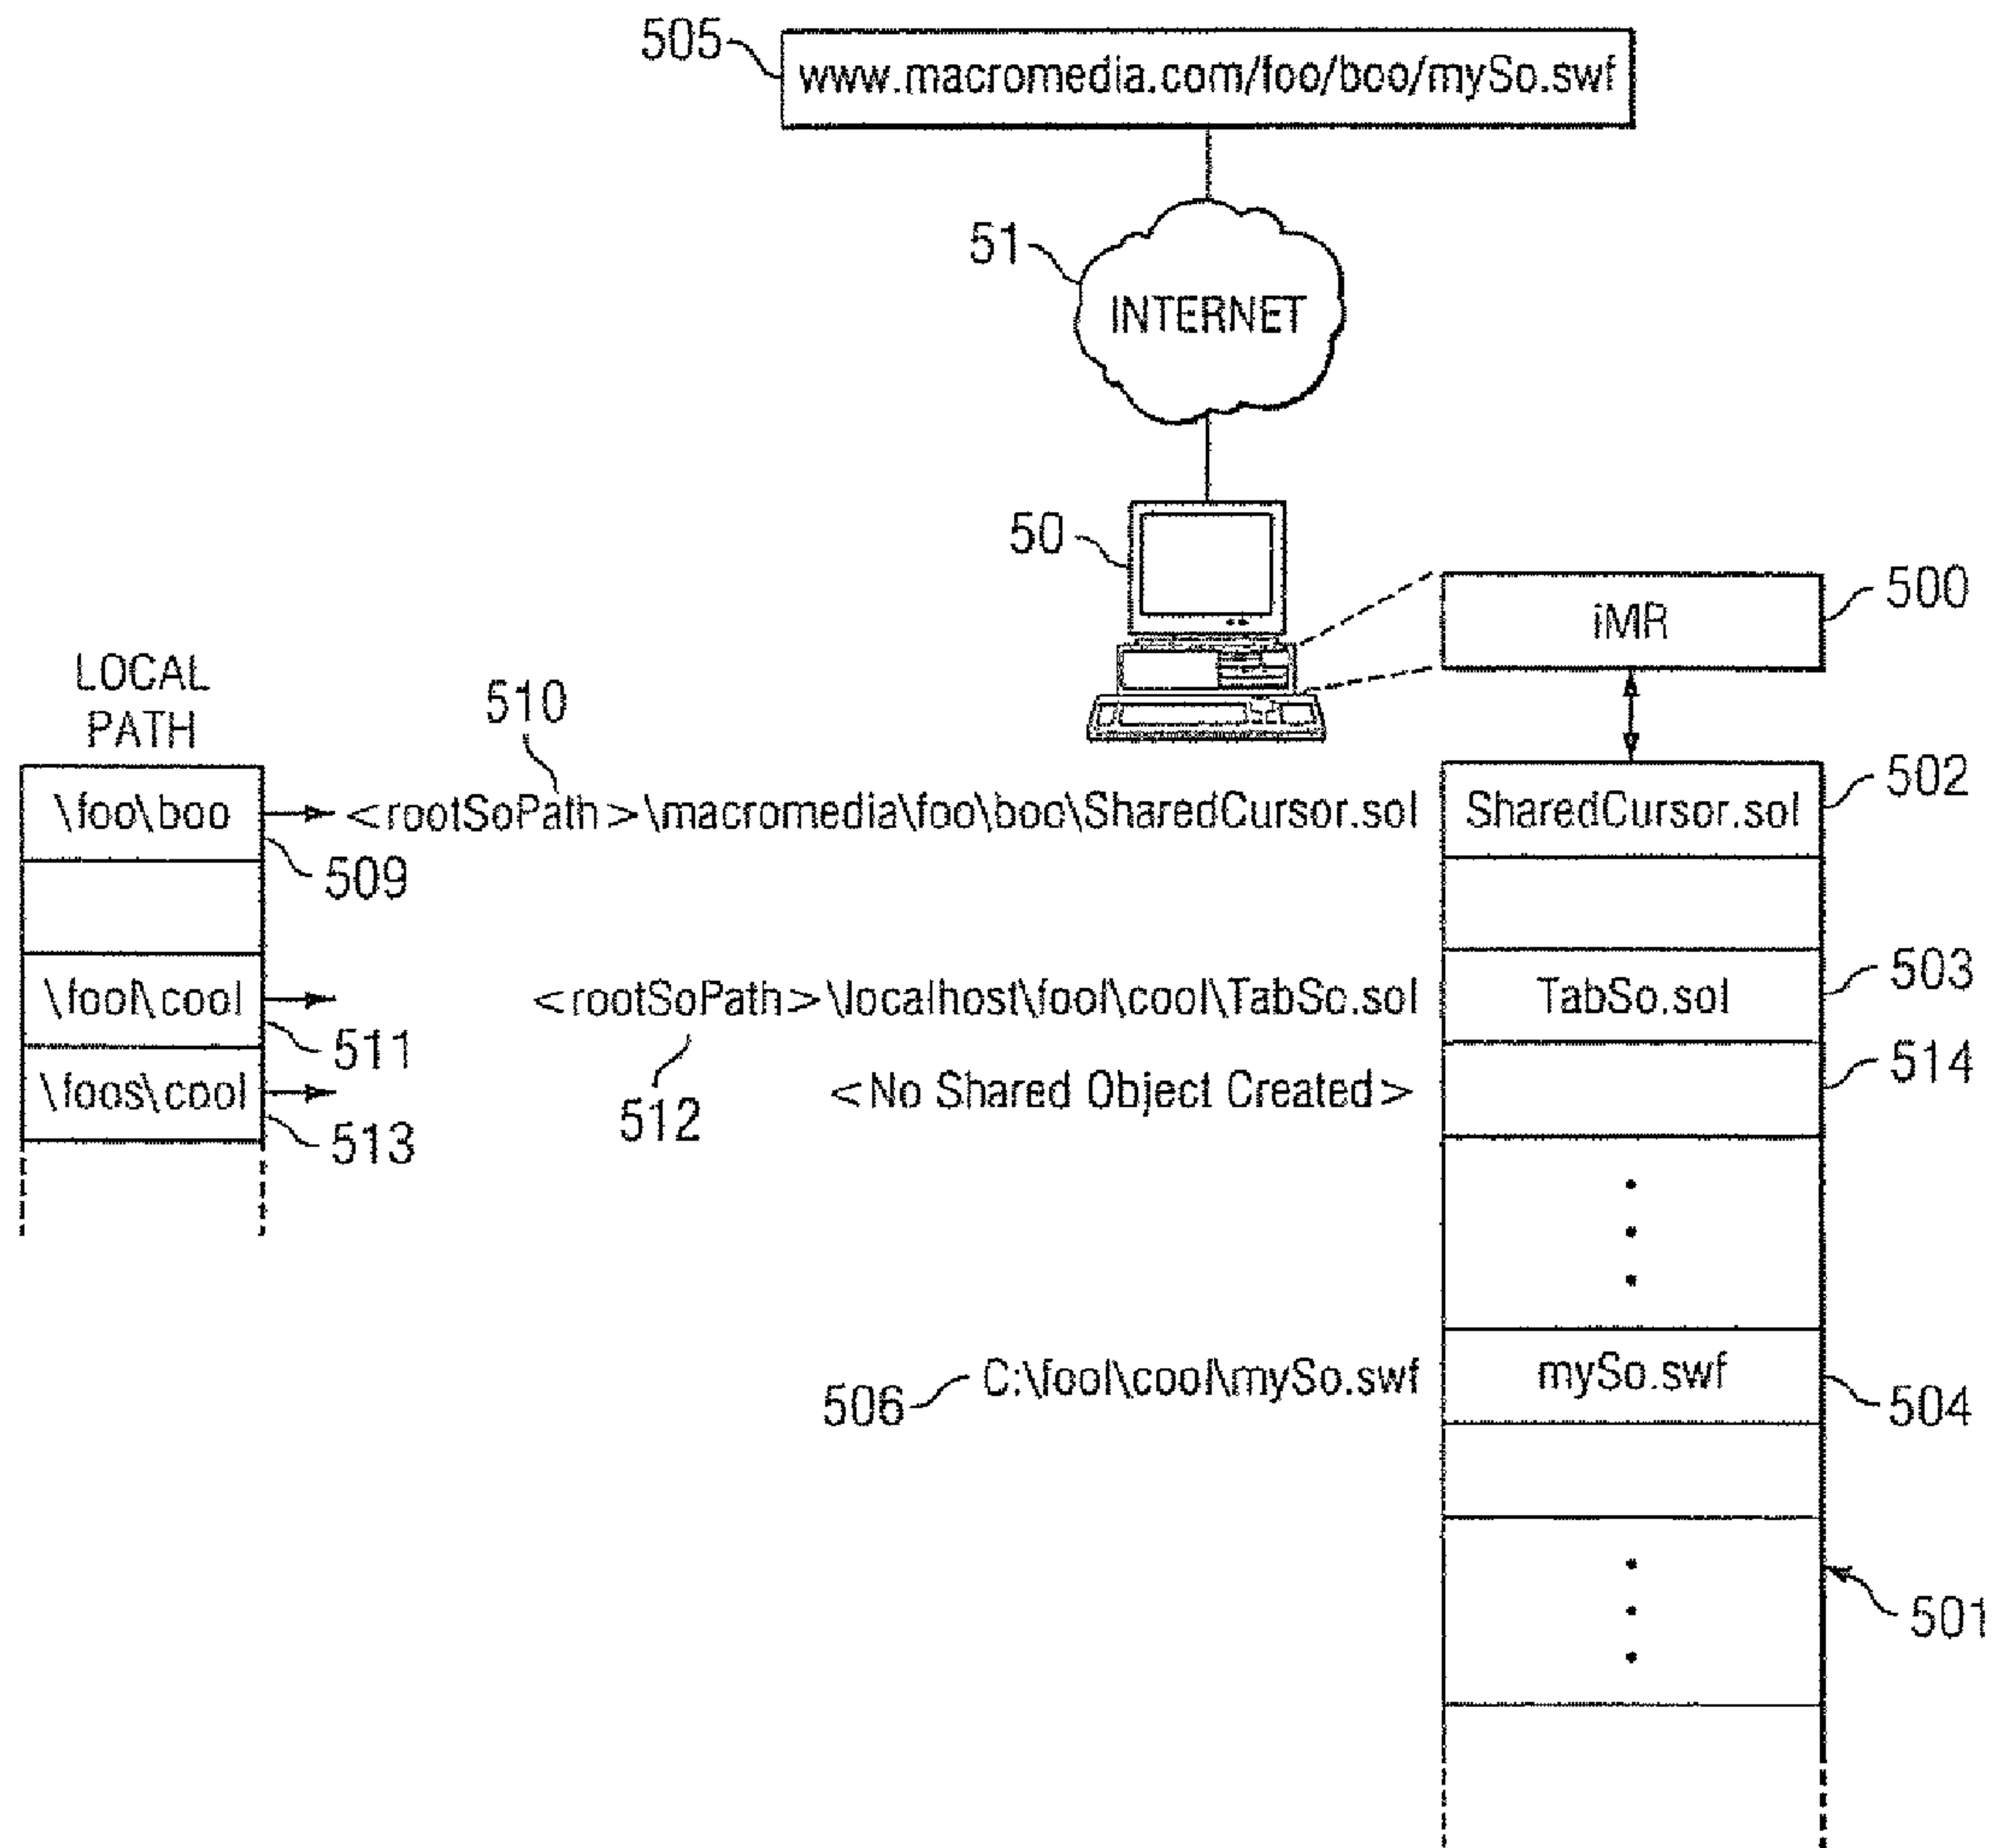 505
www.macromedia.com/foo/boo/mySo.swf
51
INTERNET
50
iMR
500
LOCAL
PATH
510
\foo\boo
<rootSoPath>\macromedia\foo\boo\SharedCursor.sol
SharedCursor.sol
502
509
\fool\cool
<rootSoPath>\localhost\fool\cool\TabSo.sol
TabSo.sol
503
511
512
\foos\cool
<No Shared Object Created>
514
513
506
C:\fool\cool\mySo.swf
mySo.swf
504
501